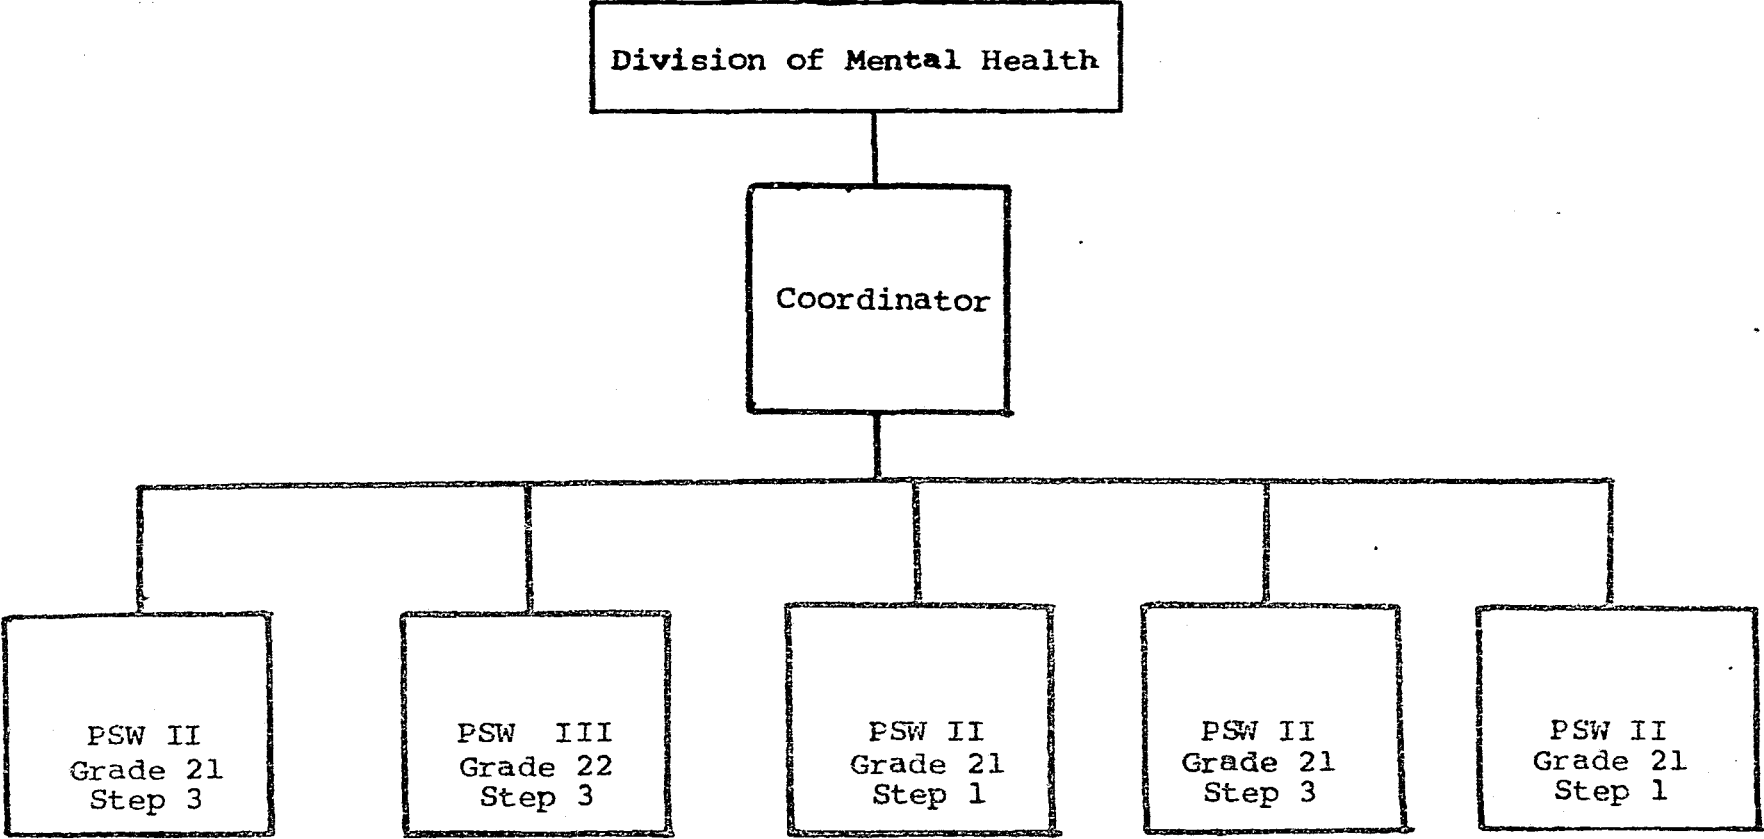 Division of Mental Health
Coordinator
PSW II
Grade 21
Step 3
PSW III
Grade 22
Step 3
PSW II
Grade 21
Step 1
PSW II
Grade 21
Step 3
PSW II
Grade 21
Step 1